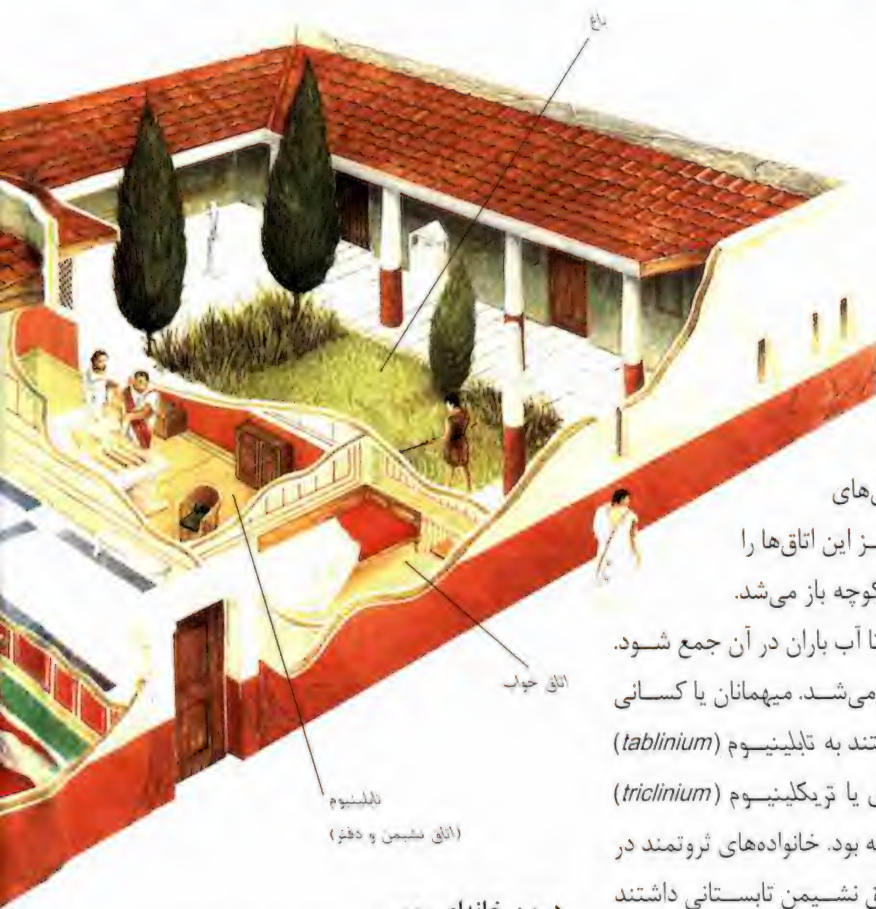 باغ
‌های
این اتاق‌ها را
کوچه باز می‌شد.
تا آب باران در آن جمع شود.
می‌شد. میهمانان یا کسانی
به تابلینیوم (tablinium)
یا تریکلینیوم (triclinium)
بود. خانواده‌های ثروتمند در
نشیمن تابستانی داشتند
اتاق خواب
تابلینیوم
(اتاق نشیمن و دفتر)